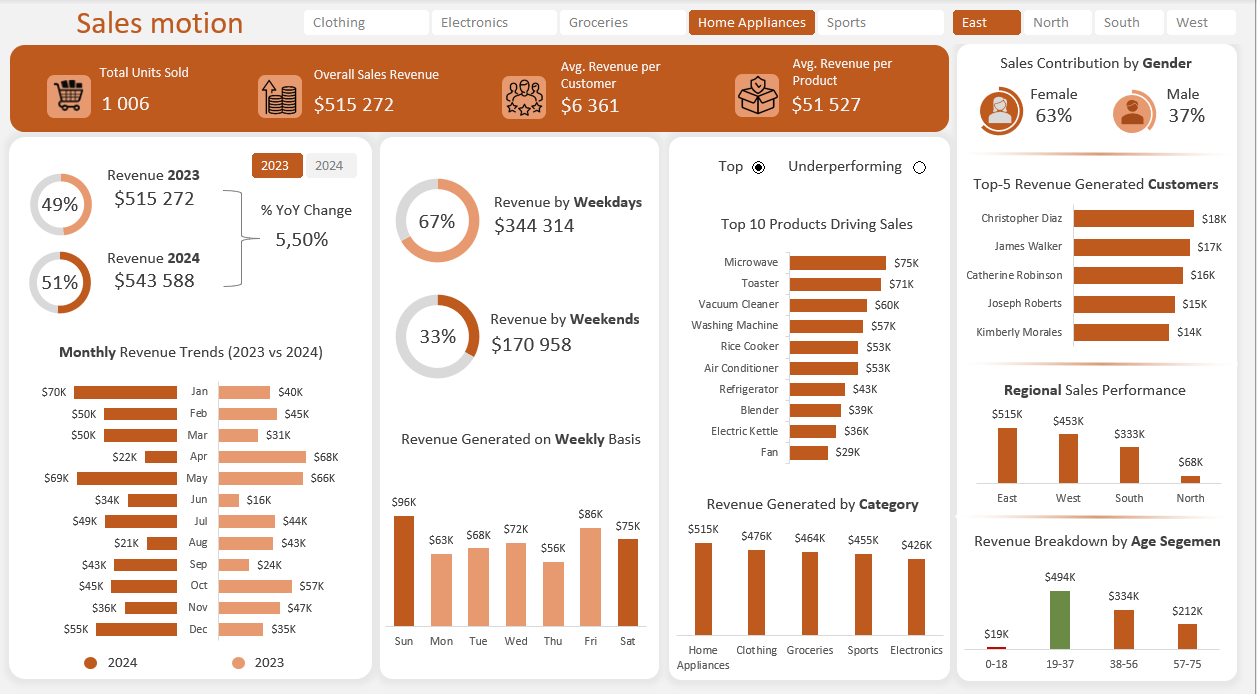 Sales motion
Clothing
Electronics
Groceries
Home Appliances
Sports
East
North
South
West
Total Units Sold
1 006
Overall Sales Revenue
$515 272
Avg. Revenue per
Customer
$6 361
Avg. Revenue per
Product
$51 527
Sales Contribution by Gender
Female
63%
Male
37%
2023
2024
49%
Revenue 2023
$515 272
51%
Revenue 2024
$543 588
% YoY Change
5,50%
Monthly Revenue Trends (2023 vs 2024)
$70K Jan $40K
$50K Feb $45K
$50K Mar $31K
$22K Apr $68K
$69K May $66K
$34K Jun $16K
$49K Jul $44K
$21K Aug $43K
$43K Sep $24K
$45K Oct $57K
$36K Nov $47K
$55K Dec $35K
2024
2023
67%
Revenue by Weekdays
$344 314
33%
Revenue by Weekends
$170 958
Revenue Generated on Weekly Basis
$96K $63K $68K $72K $56K $86K $75K
Sun Mon Tue Wed Thu Fri Sat
Top
Underperforming
Top 10 Products Driving Sales
Microwave $75K
Toaster $71K
Vacuum Cleaner $60K
Washing Machine $57K
Rice Cooker $53K
Air Conditioner $53K
Refrigerator $43K
Blender $39K
Electric Kettle $36K
Fan $29K
Revenue Generated by Category
$515K $476K $464K $455K $426K
Home Clothing Groceries Sports Electronics
Appliances
Top-5 Revenue Generated Customers
Christopher Diaz $18K
James Walker $17K
Catherine Robinson $16K
Joseph Roberts $15K
Kimberly Morales $14K
Regional Sales Performance
$515K $453K $333K $68K
East West South North
Revenue Breakdown by Age Segemen
$19K $494K $334K $212K
0-18 19-37 38-56 57-75